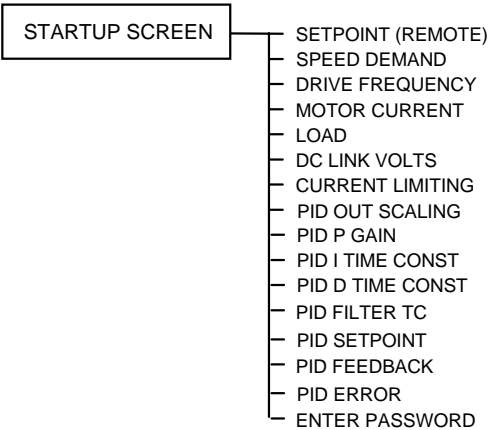 STARTUP SCREEN
SETPOINT (REMOTE)
SPEED DEMAND
DRIVE FREQUENCY
MOTOR CURRENT
LOAD
DC LINK VOLTS
CURRENT LIMITING
PID OUT SCALING
PID P GAIN
PID I TIME CONST
PID D TIME CONST
PID FILTER TC
PID SETPOINT
PID FEEDBACK
PID ERROR
ENTER PASSWORD